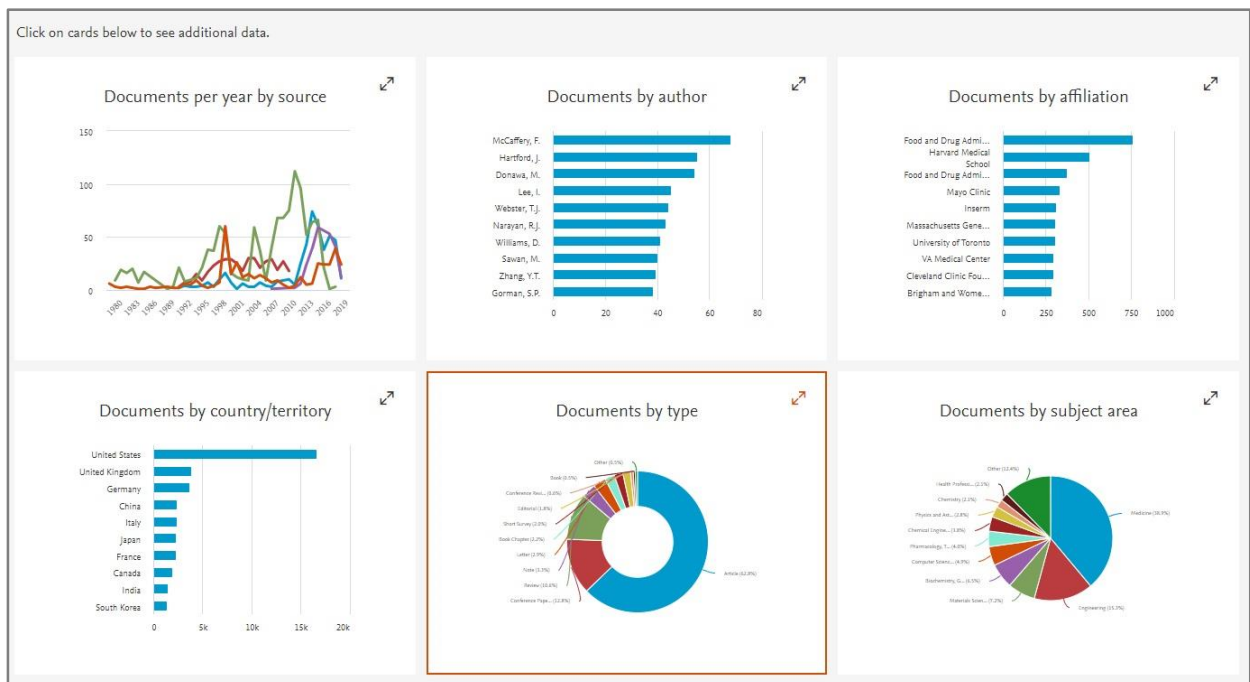 Click on cards below to see additional data.
Documents per year by source
150
100
50
0
1980
1983
1986
1989
1992
1995
1998
2001
2004
2007
2010
2013
2016
2019
Documents by author
McCaffery, F.
Hartford, J.
Donawa, M.
Lee, I.
Webster, T.J.
Narayan, R.J.
Williams, D.
Sawan, M.
Zhang, Y.T.
Gorman, S.P.
0 20 40 60 80
Documents by affiliation
Food and Drug Admi...
Harvard Medical
School
Food and Drug Admi...
Mayo Clinic
Inserm
Massachusetts Gene...
University of Toronto
VA Medical Center
Cleveland Clinic Fou...
Brigham and Wome...
0 250 500 750 1000
Documents by country/territory
United States
United Kingdom
Germany
China
Italy
Japan
France
Canada
India
South Korea
0 5k 10k 15k 20k
Documents by type
Other (0.5%)
Book (0.5%)
Conference Revi...
Editorial (1.8%)
Short Survey (2.0%)
Book Chapter (2.2%)
Letter (2.9%)
Note (3.3%)
Review (10.6%)
Conference Pape... (12.8%)
Article (62.8%)
Documents by subject area
Other (12.4%)
Health Profess... (2.1%)
Chemistry (2.2%)
Physics and Ast...
Chemical Engine... (3.8%)
Pharmacology, T... (4.0%)
Computer Scienc... (4.9%)
Biochemistry, G... (6.5%)
Materials Scien... (7.2%)
Engineering (15.3%)
Medicine (38.9%)